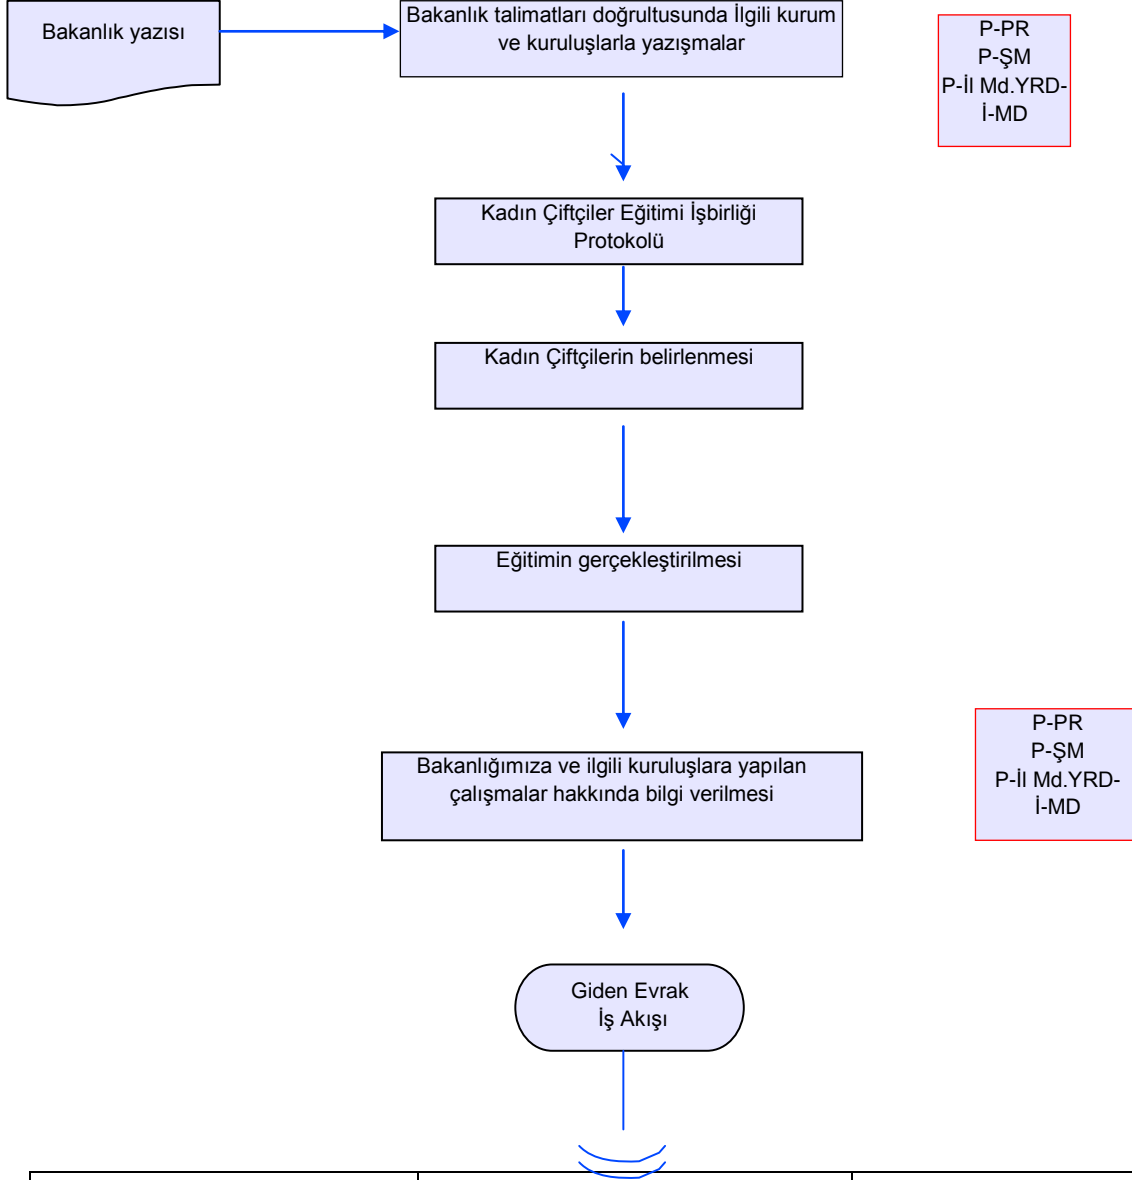 Bakanlık yazısı
Bakanlık talimatları doğrultusunda İlgili kurum
ve kuruluşlarla yazışmalar
P-PR
P-ŞM
P-İl Md.YRD-
İ-MD
Kadın Çiftçiler Eğitimi İşbirliği
Protokolü
Kadın Çiftçilerin belirlenmesi
Eğitimin gerçekleştirilmesi
Bakanlığımıza ve ilgili kuruluşlara yapılan
çalışmalar hakkında bilgi verilmesi
P-PR
P-ŞM
P-İl Md.YRD-
İ-MD
Giden Evrak
İş Akışı